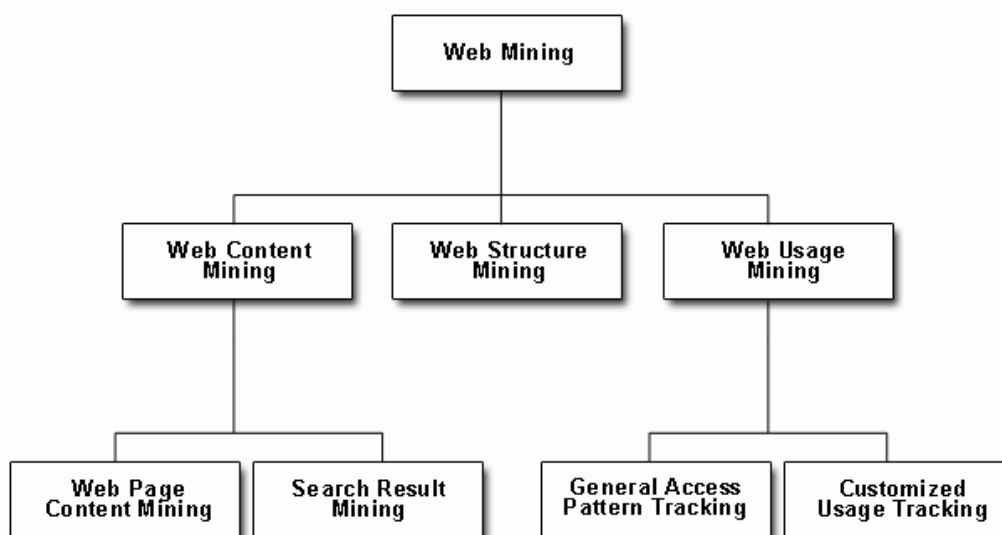 Web Mining
Web Content
Mining
Web Structure
Mining
Web Usage
Mining
Web Page
Content Mining
Search Result
Mining
General Access
Pattern Tracking
Customized
Usage Tracking